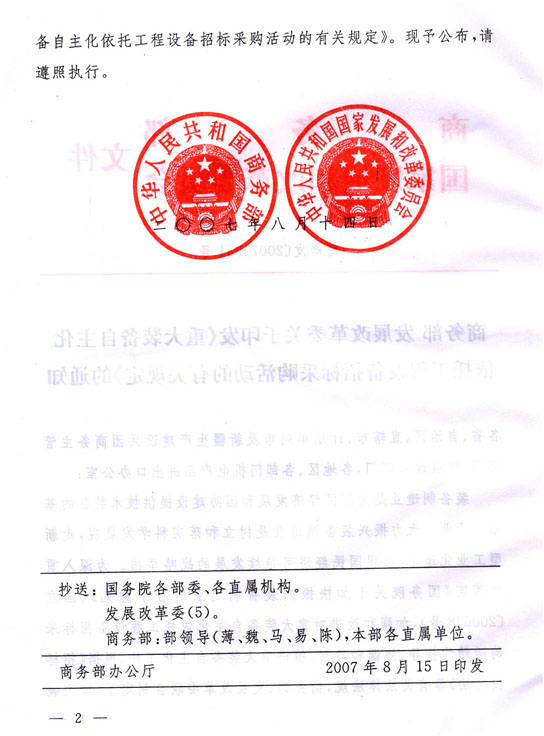 备自主化依托工程设备招标采购活动的有关规定》。现予公布,请
遵照执行。
中华人民共和国商务部
中华人民共和国国家发展和改革委员会
二〇〇七年八月十四日
抄送:国务院各部委、各直属机构。
发展改革委(5)。
商务部:部领导(薄、魏、马、易、陈),本部各直属单位。
商务部办公厅 2007年8月15日印发
— 2 —